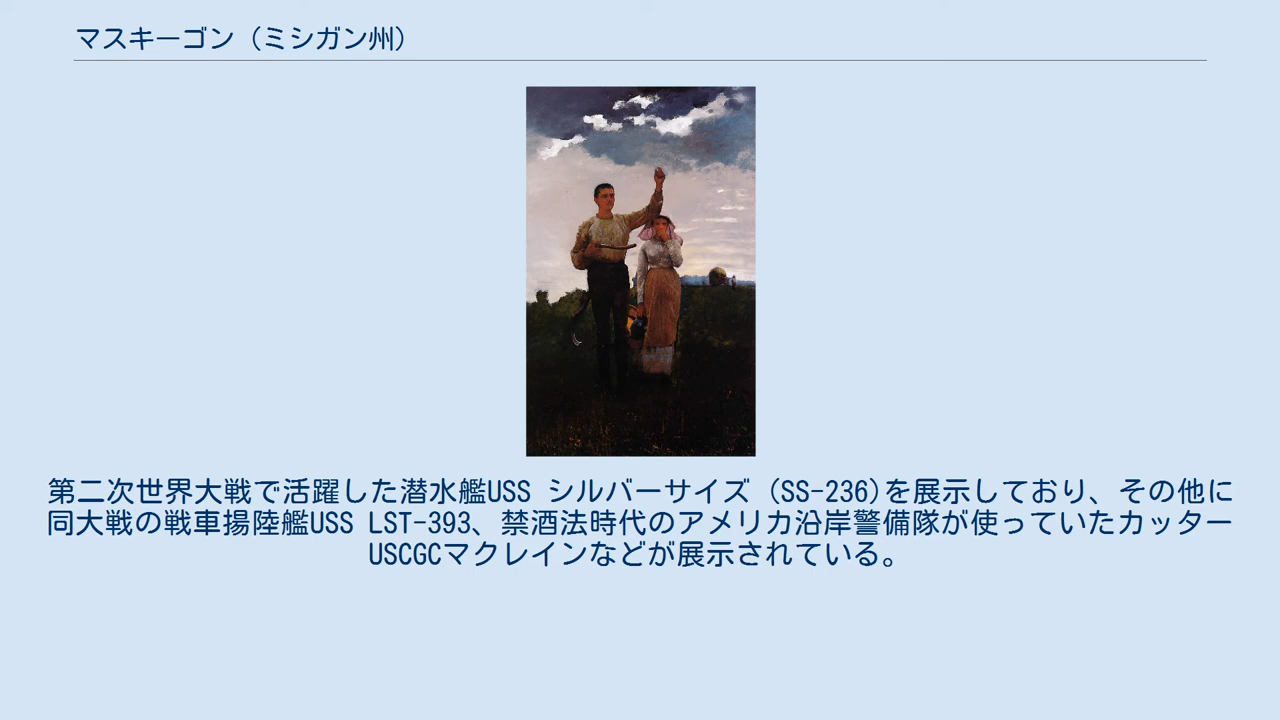 マスキーゴン（ミシガン州）
第二次世界大戦で活躍した潜水艦USS シルバーサイズ（SS-236)を展示しており、その他に
同大戦の戦車揚陸艦USS LST-393、禁酒法時代のアメリカ沿岸警備隊が使っていたカッター
USCGCマクレインなどが展示されている。